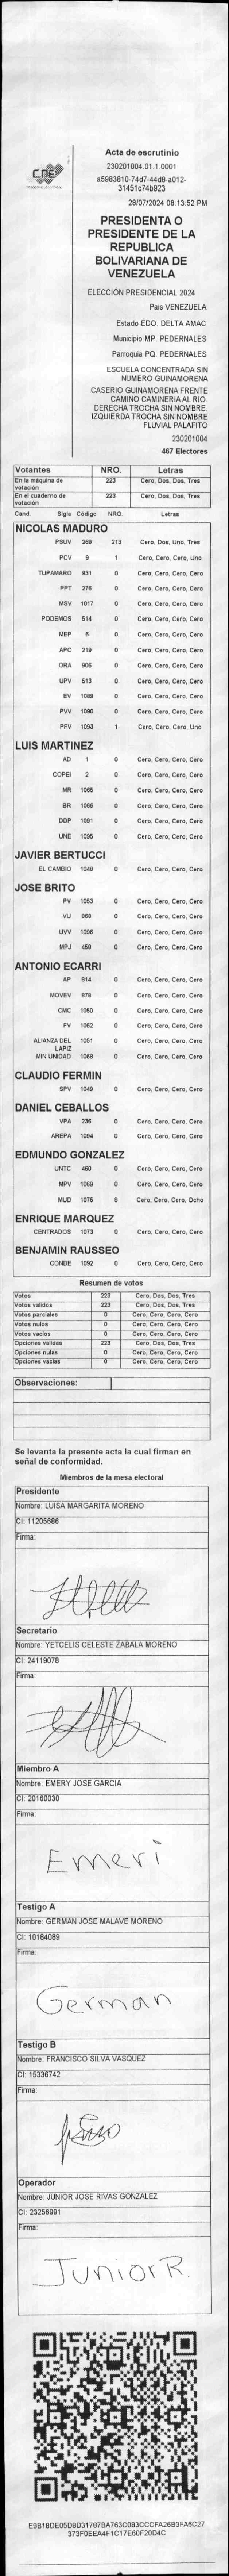 CNE
Acta de escrutinio
230201004.01.1.0001
a5983810-74d7-44d8-a012-
31451c74b923
28/07/2024 08:13:52 PM
PRESIDENTA O
PRESIDENTE DE LA
REPUBLICA
BOLIVARIANA DE
VENEZUELA
ELECCIÓN PRESIDENCIAL 2024
Pais VENEZUELA
Estado EDO. DELTA AMAC
Municipio MP. PEDERNALES
Parroquia PQ. PEDERNALES
ESCUELA CONCENTRADA SIN
NUMERO GUINAMORENA
CASERIO GUINAMORENA FRENTE
CAMINO CAMINERIA AL RIO.
DERECHA TROCHA SIN NOMBRE.
IZQUIERDA TROCHA SIN NOMBRE
FLUVIAL PALAFITO
230201004
467 Electores
Votantes NRO. Letras
En la máquina de votación 223 Cero, Dos, Dos, Tres
En el cuaderno de votación 223 Cero, Dos, Dos, Tres
Cand. Sigla Código NRO. Letras
NICOLAS MADURO
PSUV 269 213 Cero, Dos, Uno, Tres
PCV 9 1 Cero, Cero, Cero, Uno
TUPAMARO 931 0 Cero, Cero, Cero, Cero
PPT 276 0 Cero, Cero, Cero, Cero
MSV 1017 0 Cero, Cero, Cero, Cero
PODEMOS 514 0 Cero, Cero, Cero, Cero
MEP 6 0 Cero, Cero, Cero, Cero
APC 219 0 Cero, Cero, Cero, Cero
ORA 906 0 Cero, Cero, Cero, Cero
UPV 513 0 Cero, Cero, Cero, Cero
EV 1069 0 Cero, Cero, Cero, Cero
PVV 1090 0 Cero, Cero, Cero, Cero
PFV 1093 1 Cero, Cero, Cero, Uno
LUIS MARTINEZ
AD 1 0 Cero, Cero, Cero, Cero
COPEI 2 0 Cero, Cero, Cero, Cero
MR 1065 0 Cero, Cero, Cero, Cero
BR 1066 0 Cero, Cero, Cero, Cero
DDP 1091 0 Cero, Cero, Cero, Cero
UNE 1095 0 Cero, Cero, Cero, Cero
JAVIER BERTUCCI
EL CAMBIO 1048 0 Cero, Cero, Cero, Cero
JOSE BRITO
PV 1053 0 Cero, Cero, Cero, Cero
VU 868 0 Cero, Cero, Cero, Cero
UVV 1096 0 Cero, Cero, Cero, Cero
MPJ 458 0 Cero, Cero, Cero, Cero
ANTONIO ECARRI
AP 914 0 Cero, Cero, Cero, Cero
MOVEV 878 0 Cero, Cero, Cero, Cero
CMC 1050 0 Cero, Cero, Cero, Cero
FV 1062 0 Cero, Cero, Cero, Cero
ALIANZA DEL LAPIZ 1051 0 Cero, Cero, Cero, Cero
MIN UNIDAD 1068 0 Cero, Cero, Cero, Cero
CLAUDIO FERMIN
SPV 1049 0 Cero, Cero, Cero, Cero
DANIEL CEBALLOS
VPA 236 0 Cero, Cero, Cero, Cero
AREPA 1094 0 Cero, Cero, Cero, Cero
EDMUNDO GONZALEZ
UNTC 460 0 Cero, Cero, Cero, Cero
MPV 1069 0 Cero, Cero, Cero, Cero
MUD 1075 8 Cero, Cero, Cero, Ocho
ENRIQUE MARQUEZ
CENTRADOS 1073 0 Cero, Cero, Cero, Cero
BENJAMIN RAUSSEO
CONDE 1092 0 Cero, Cero, Cero, Cero
Resumen de votos
Votos 223 Cero, Dos, Dos, Tres
Votos validos 223 Cero, Dos, Dos, Tres
Votos parciales 0 Cero, Cero, Cero, Cero
Votos nulos 0 Cero, Cero, Cero, Cero
Votos vacíos 0 Cero, Cero, Cero, Cero
Opciones validas 223 Cero, Dos, Dos, Tres
Opciones nulas 0 Cero, Cero, Cero, Cero
Opciones vacias 0 Cero, Cero, Cero, Cero
Observaciones:
Se levanta la presente acta la cual firman en
señal de conformidad.
Miembros de la mesa electoral
Presidente
Nombre: LUISA MARGARITA MORENO
CI: 11205686
Firma:
Secretario
Nombre: YETCELIS CELESTE ZABALA MORENO
CI: 24119078
Firma:
Miembro A
Nombre: EMERY JOSE GARCIA
CI: 20160030
Firma:
Emeri
Testigo A
Nombre: GERMAN JOSE MALAVE MORENO
CI: 10184089
Firma:
German
Testigo B
Nombre: FRANCISCO SILVA VASQUEZ
CI: 15336742
Firma:
Operador
Nombre: JUNIOR JOSE RIVAS GONZALEZ
CI: 23256991
Firma:
Junior R.
E9B18DE05D8D31787BA763C083CCCFA26B3FA6C27
373F0EEA4F1C17E60F20D4C